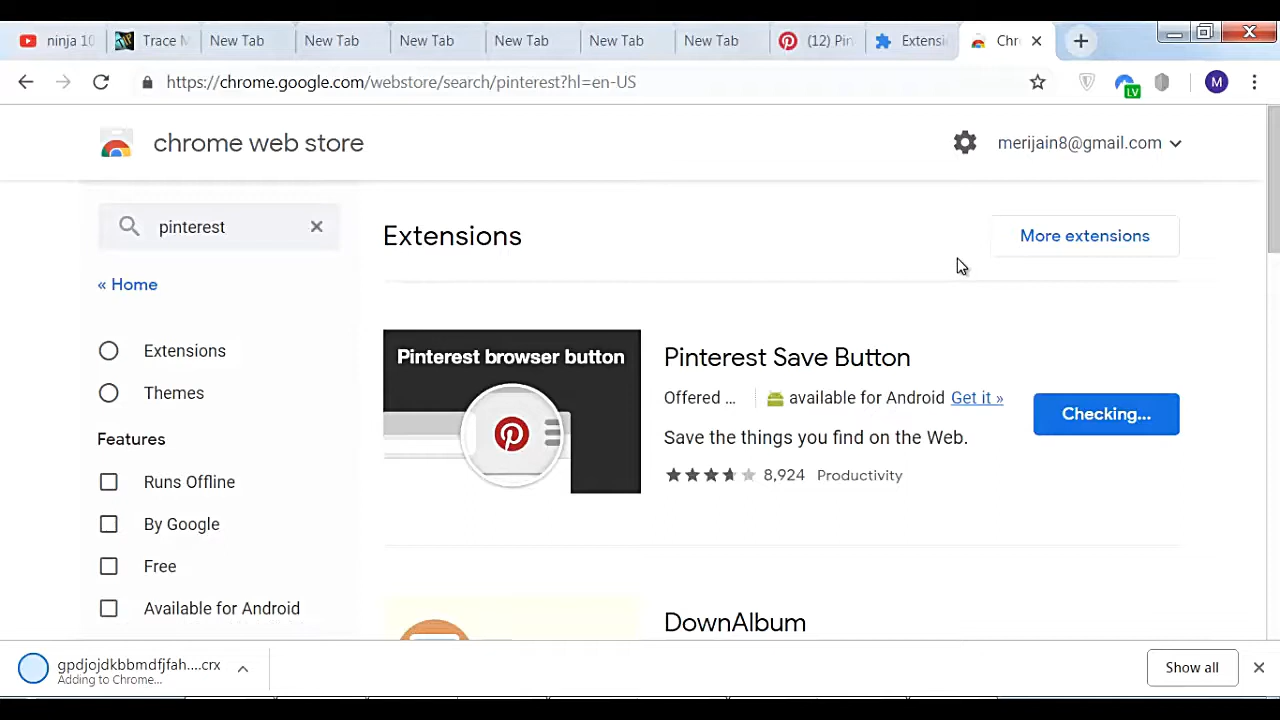 ninja 10
Trace M
New Tab
New Tab
New Tab
New Tab
New Tab
New Tab
(12) Pin
Extensi
Chr
https://chrome.google.com/webstore/search/pinterest?hl=en-US
LV
M
chrome web store
merijain8@gmail.com
pinterest
Extensions
More extensions
« Home
Extensions
Themes
Features
Runs Offline
By Google
Free
Available for Android
Pinterest browser button
Pinterest Save Button
Offered ...
available for Android Get it »
Checking...
Save the things you find on the Web.
8,924 Productivity
DownAlbum
gpdjojdkbbmdfjfah....crx
Adding to Chrome...
Show all